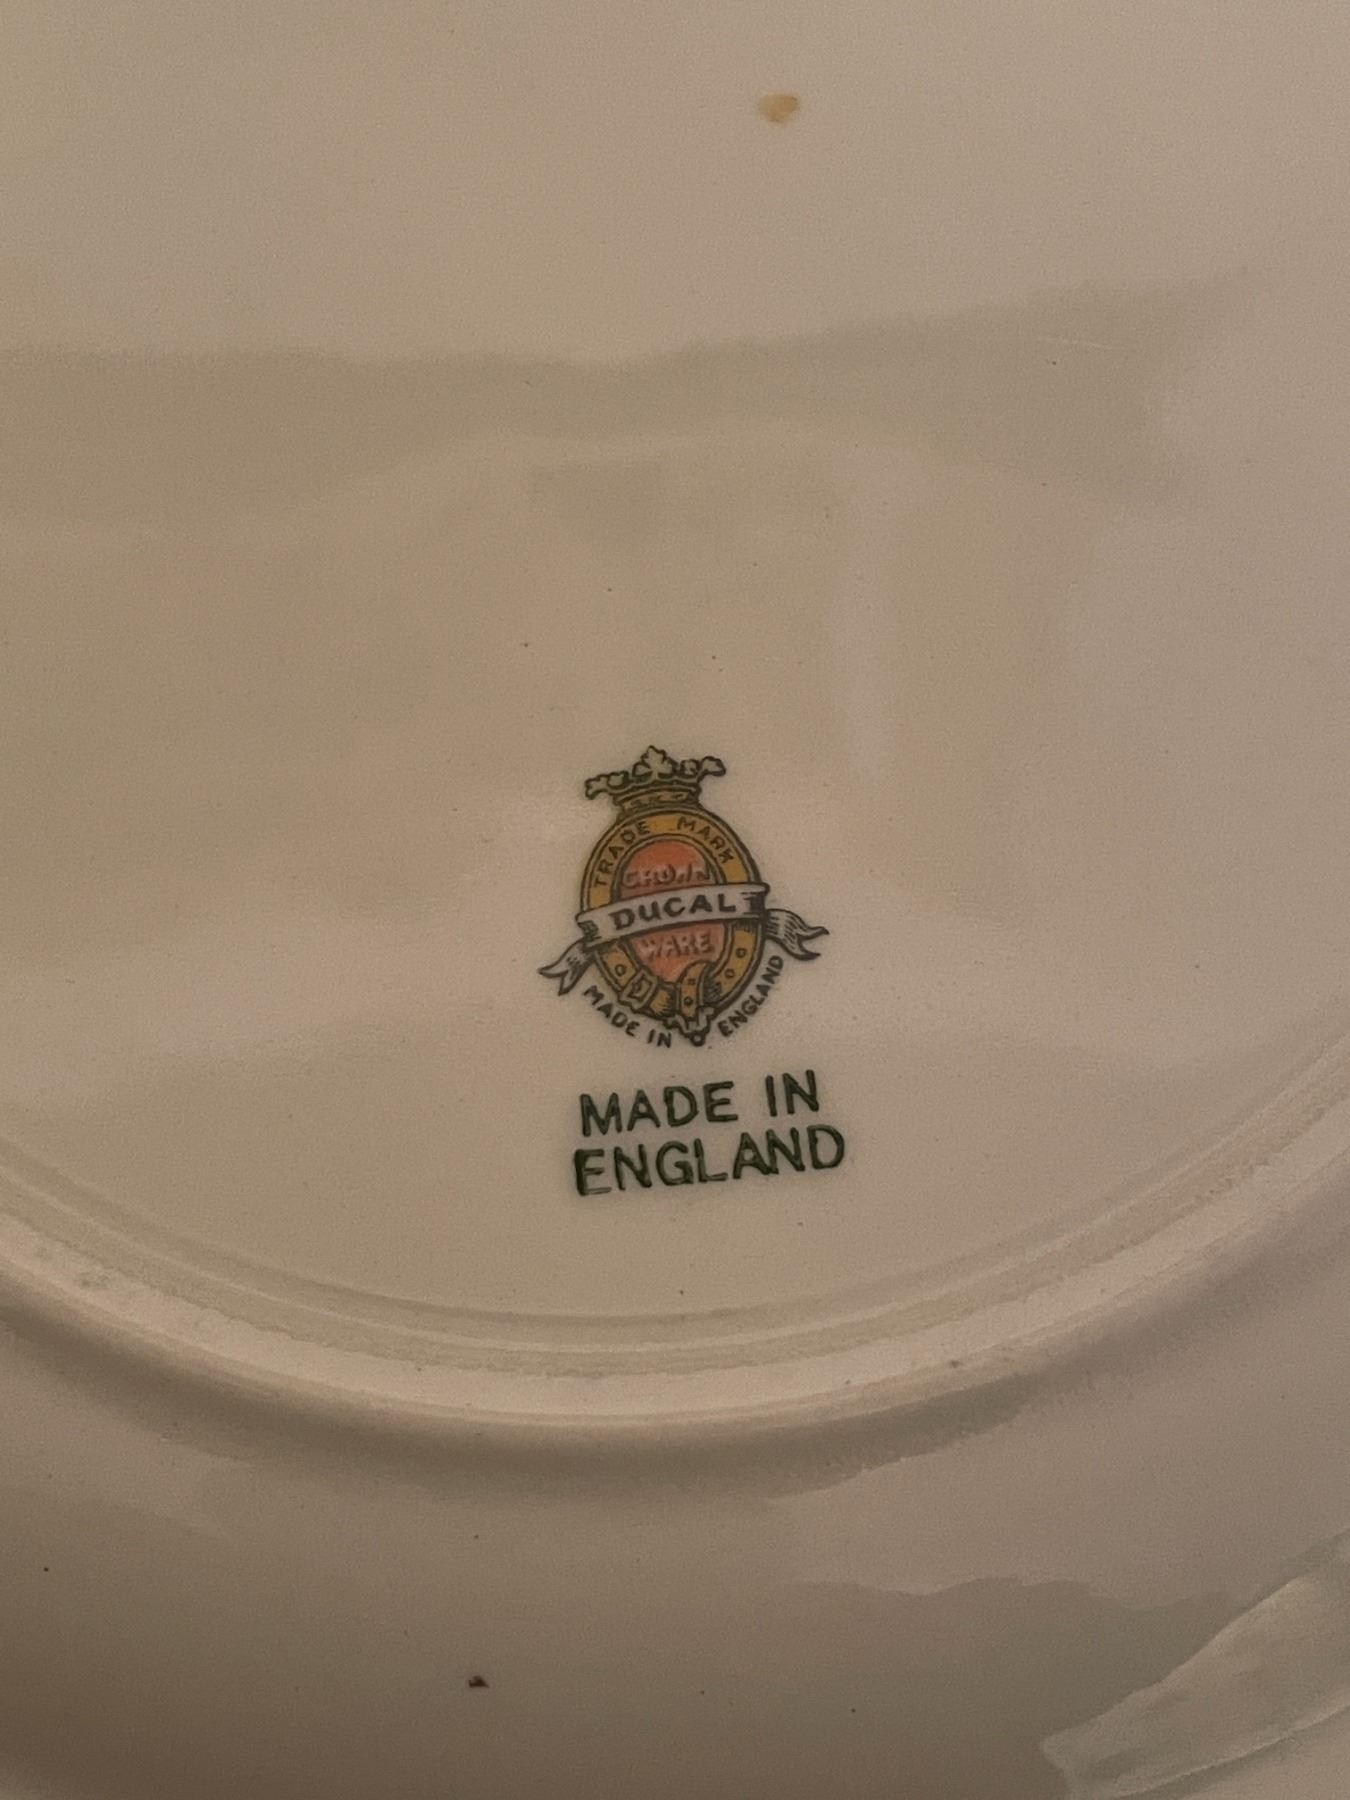 TRADE MARK
CROWN
DUCAL
WARE
MADE IN ENGLAND
MADE IN
ENGLAND